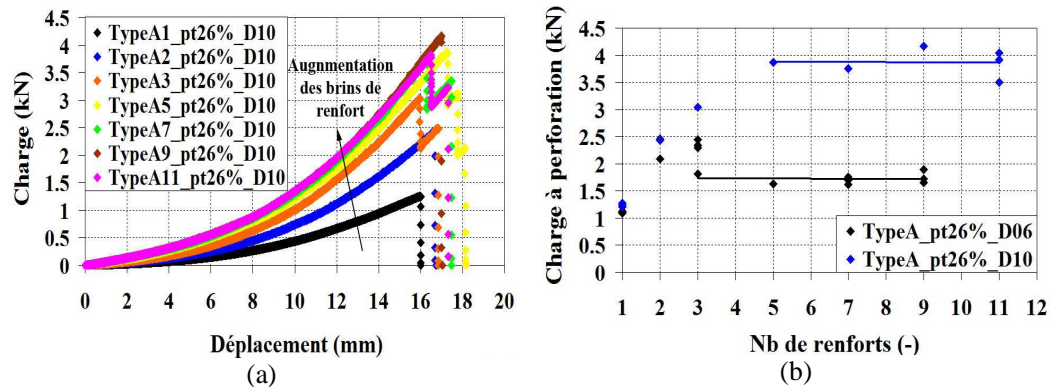 Charge (kN)
4.5
4
3.5
3
2.5
2
1.5
1
0.5
0
TypeA1_pt26%_D10
TypeA2_pt26%_D10
TypeA3_pt26%_D10
TypeA5_pt26%_D10
TypeA7_pt26%_D10
TypeA9_pt26%_D10
TypeA11_pt26%_D10
Augnmentation
des brins de
renfort
0 2 4 6 8 10 12 14 16 18 20
Déplacement (mm)
(a)
Charge à perforation (kN)
4.5
4
3.5
3
2.5
2
1.5
1
0.5
0
TypeA_pt26%_D06
TypeA_pt26%_D10
1 2 3 4 5 6 7 8 9 10 11 12
Nb de renforts (-)
(b)